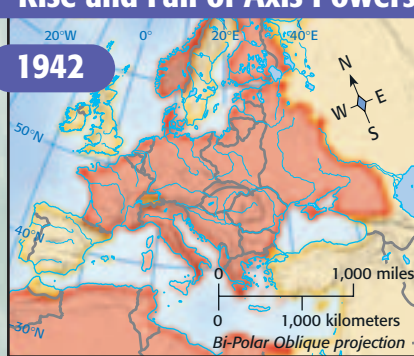 Rise and Fall of Axis Powers
1942
20°W
0°
20°E
40°E
N
W
E
S
50°N
40°N
30°N
0
1,000 miles
0
1,000 kilometers
Bi-Polar Oblique projection